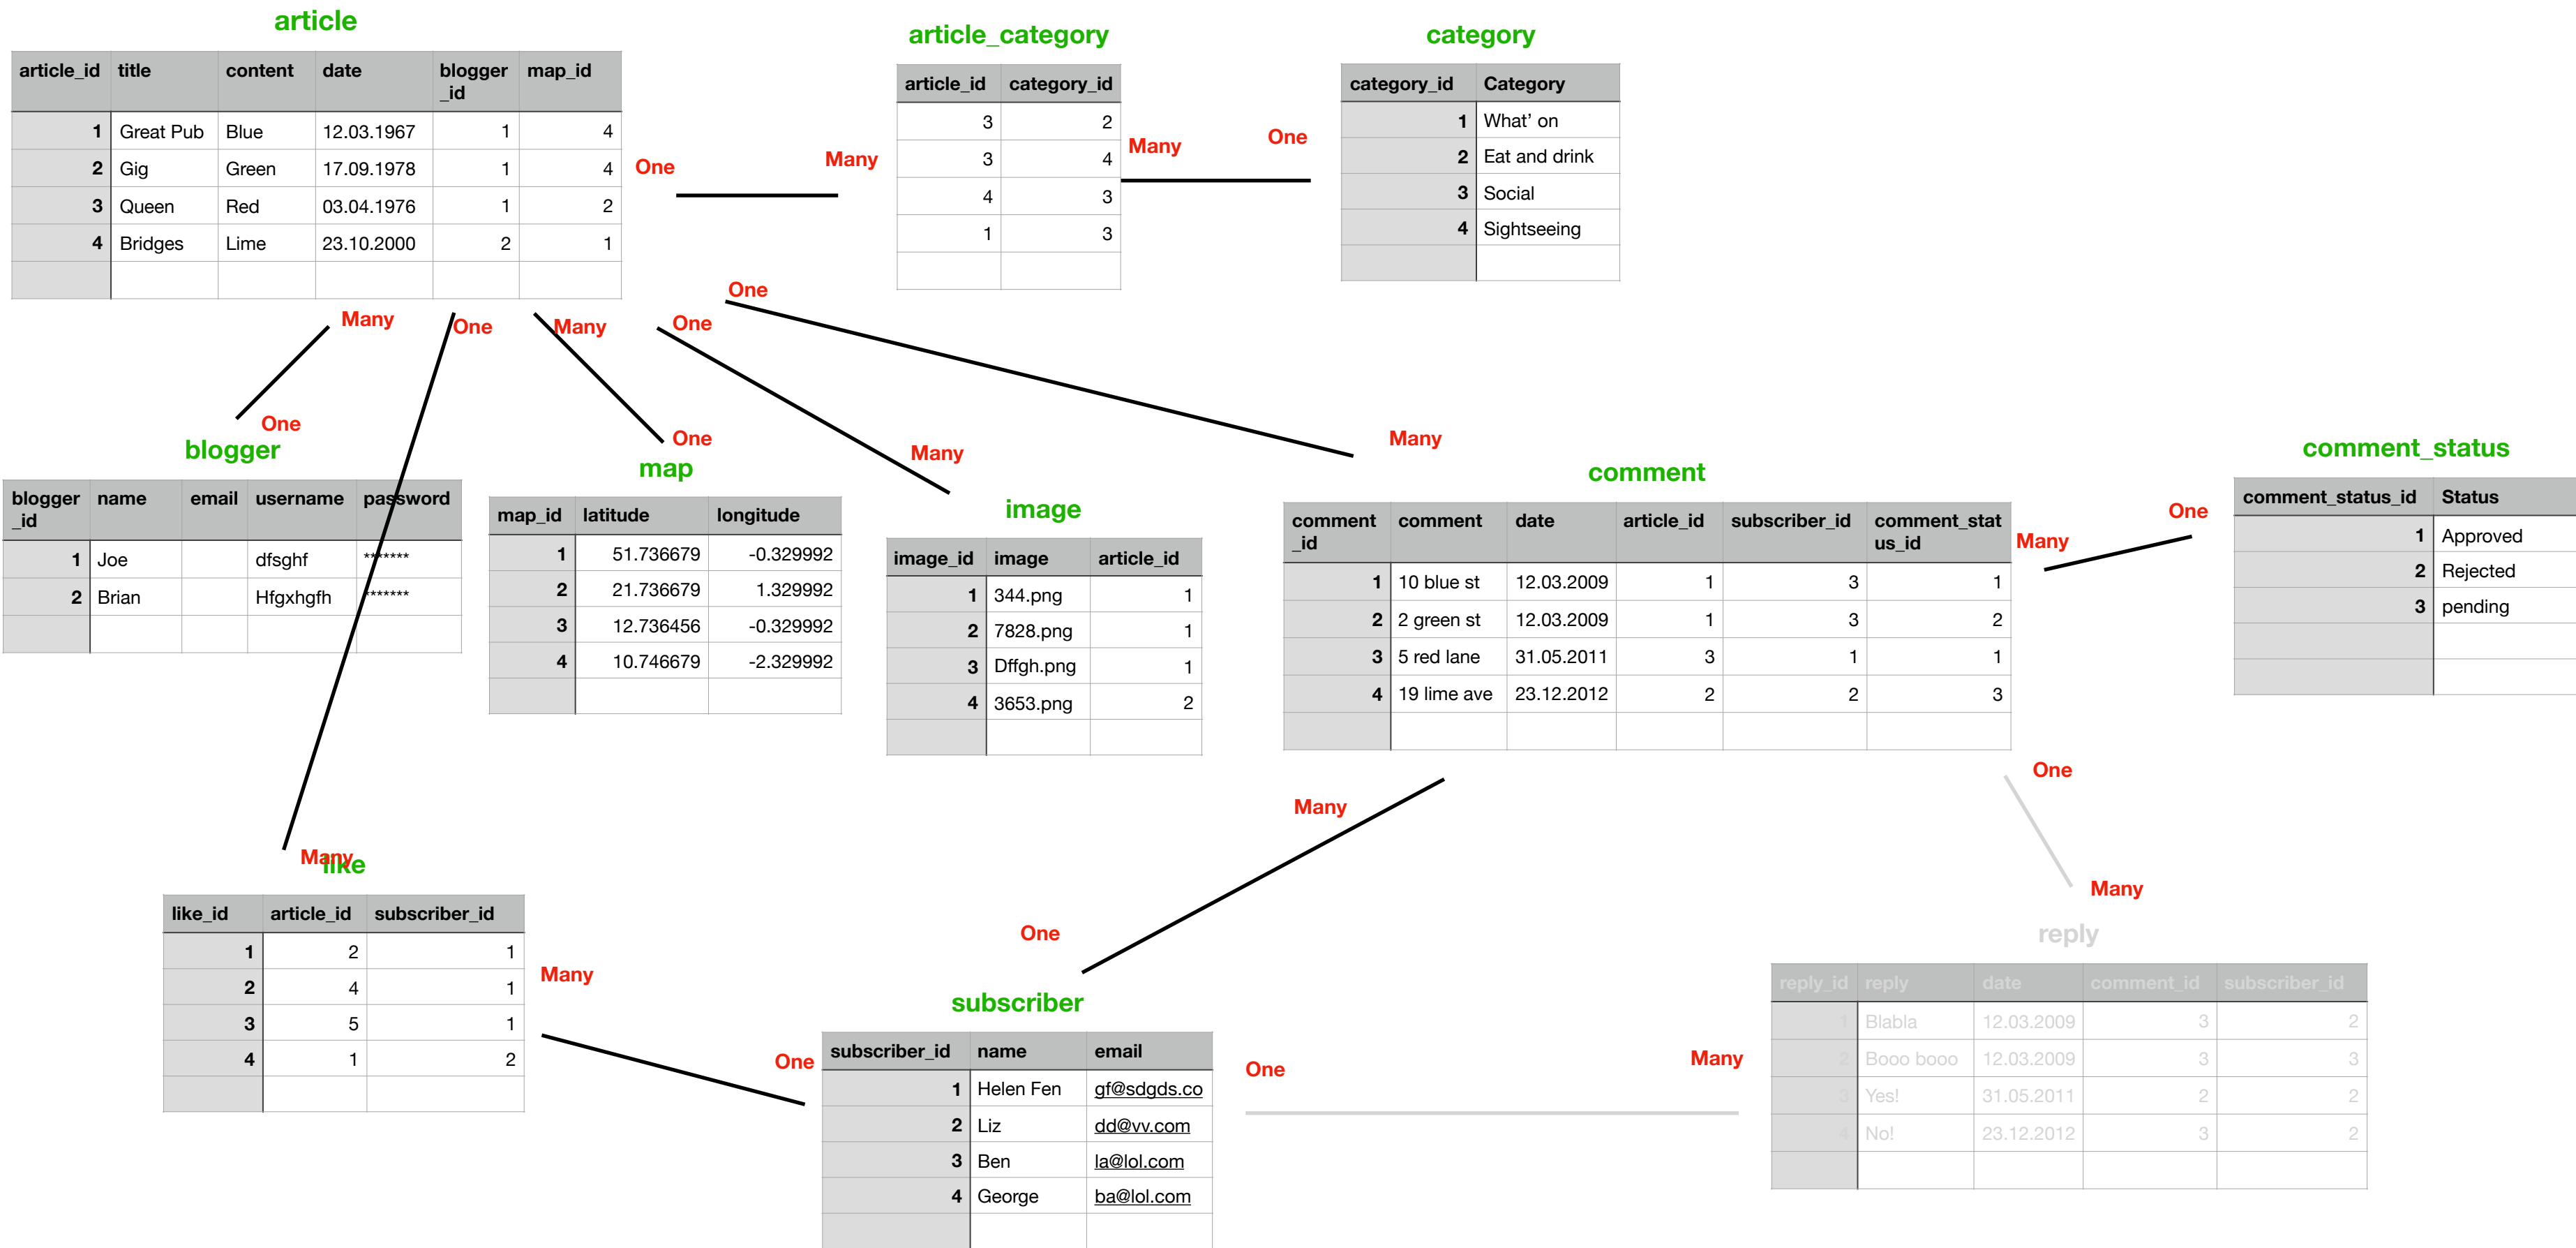 article
article_id title content date blogger_id map_id
1 Great Pub Blue 12.03.1967 1 4
2 Gig Green 17.09.1978 1 4
3 Queen Red 03.04.1976 1 2
4 Bridges Lime 23.10.2000 2 1
article_category
article_id category_id
3 2
3 4
4 3
1 3
category
category_id Category
1 What' on
2 Eat and drink
3 Social
4 Sightseeing
One
Many
Many
One
Many
One
Many
One
One
One
One
Many
Many
blogger
blogger_id name email username password
1 Joe dfsghf *******
2 Brian Hfgxhgfh *******
map
map_id latitude longitude
1 51.736679 -0.329992
2 21.736679 1.329992
3 12.736456 -0.329992
4 10.746679 -2.329992
image
image_id image article_id
1 344.png 1
2 7828.png 1
3 Dffgh.png 1
4 3653.png 2
comment
comment_id comment date article_id subscriber_id comment_status_id
1 10 blue st 12.03.2009 1 3 1
2 2 green st 12.03.2009 1 3 2
3 5 red lane 31.05.2011 3 1 1
4 19 lime ave 23.12.2012 2 2 3
Many
One
comment_status
comment_status_id Status
1 Approved
2 Rejected
3 pending
Many
One
One
Many
Many
like
like_id article_id subscriber_id
1 2 1
2 4 1
3 5 1
4 1 2
Many
One
subscriber
subscriber_id name email
1 Helen Fen gf@sdgds.co
2 Liz dd@vv.com
3 Ben la@lol.com
4 George ba@lol.com
One
Many
reply
reply_id reply date comment_id subscriber_id
1 Blabla 12.03.2009 3 2
2 Booo booo 12.03.2009 3 3
3 Yes! 31.05.2011 2 2
4 No! 23.12.2012 3 2